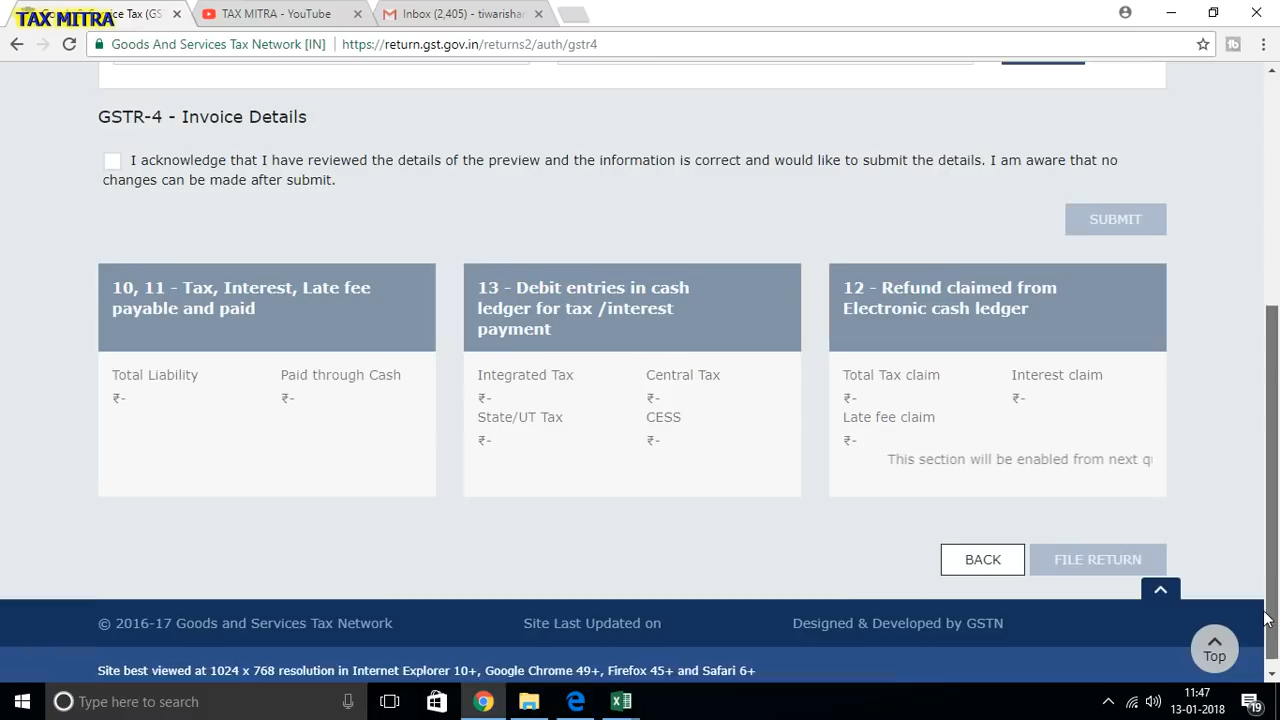 TAX MITRA
Service Tax (GS
TAX MITRA - YouTube
Inbox (2,405) - tiwarishar
Goods And Services Tax Network [IN]
https://return.gst.gov.in/returns2/auth/gstr4
GSTR-4 - Invoice Details
I acknowledge that I have reviewed the details of the preview and the information is correct and would like to submit the details. I am aware that no
changes can be made after submit.
SUBMIT
10, 11 - Tax, Interest, Late fee
payable and paid
Total Liability
Paid through Cash
₹-
₹-
13 - Debit entries in cash
ledger for tax /interest
payment
Integrated Tax
Central Tax
₹-
₹-
State/UT Tax
CESS
₹-
₹-
12 - Refund claimed from
Electronic cash ledger
Total Tax claim
Interest claim
₹-
₹-
Late fee claim
₹-
This section will be enabled from next q
BACK
FILE RETURN
© 2016-17 Goods and Services Tax Network
Site Last Updated on
Designed & Developed by GSTN
Top
Site best viewed at 1024 x 768 resolution in Internet Explorer 10+, Google Chrome 49+, Firefox 45+ and Safari 6+
Type here to search
11:47
13-01-2018
19